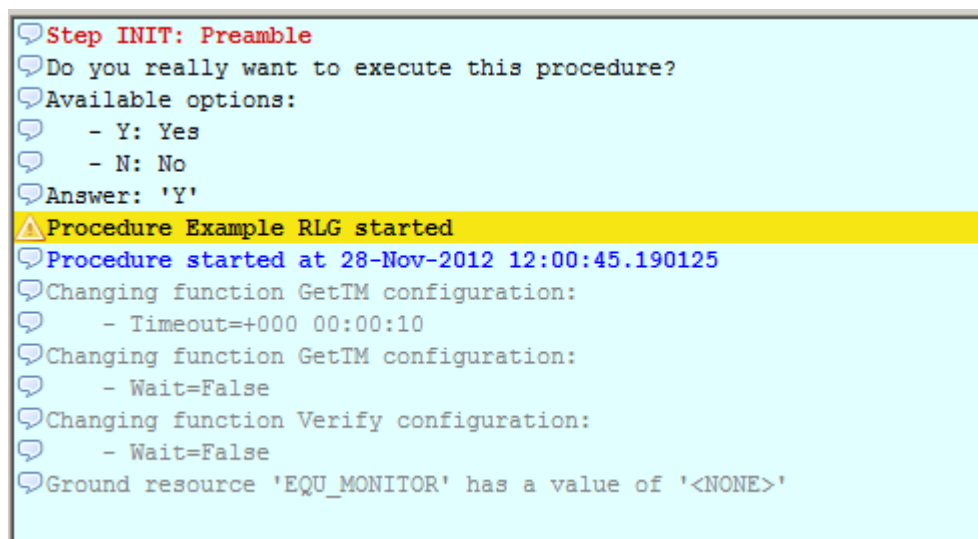 Step INIT: Preamble
Do you really want to execute this procedure?
Available options:
- Y: Yes
- N: No
Answer: 'Y'
Procedure Example RLG started
Procedure started at 28-Nov-2012 12:00:45.190125
Changing function GetTM configuration:
- Timeout=+000 00:00:10
Changing function GetTM configuration:
- Wait=False
Changing function Verify configuration:
- Wait=False
Ground resource 'EQU_MONITOR' has a value of '<NONE>'